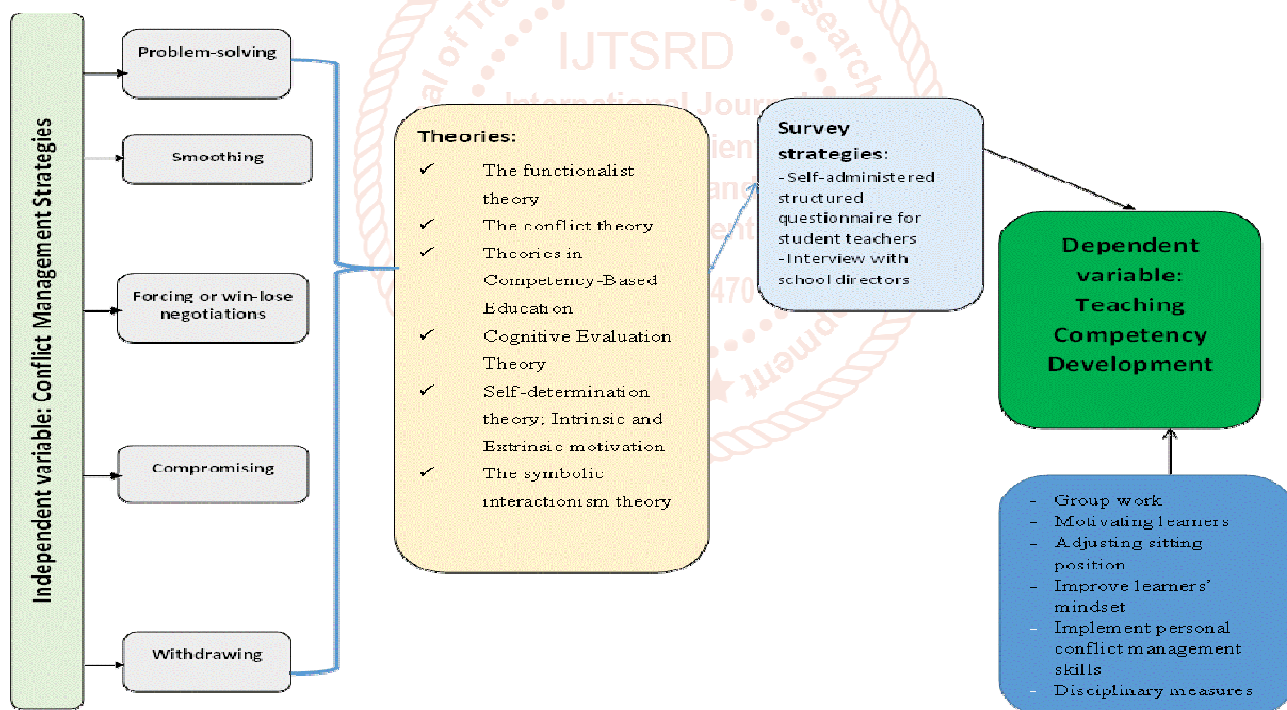 Independent variable: Conflict Management Strategies
Problem-solving
Smoothing
Forcing or win-lose
negotiations
Compromising
Withdrawing
Theories:
✓ The functionalist
theory
✓ The conflict theory
✓ Theories in
Competency-Based
Education
✓ Cognitive Evaluation
Theory
✓ Self-determination
theory; Intrinsic and
Extrinsic motivation
✓ The symbolic
interactionism theory
Survey
strategies:
-Self-administered
structured
questionnaire for
student teachers
-Interview with
school directors
Dependent
variable:
Teaching
Competency
Development
- Group work
- Motivating learners
- Adjusting sitting
position
- Improve learners'
mindset
- Implement personal
conflict management
skills
- Disciplinary measures
IJTSRD
International Journal